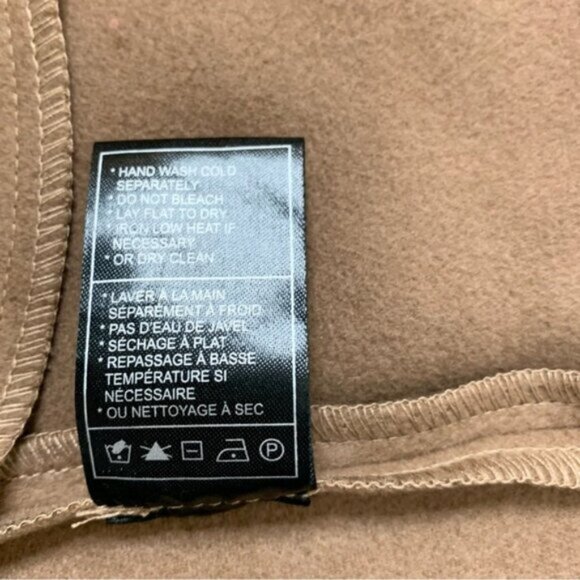 * HAND WASH COLD
SEPARATELY
* DO NOT BLEACH
* LAY FLAT TO DRY
* IRON LOW HEAT IF
NECESSARY
* OR DRY CLEAN
* LAVER À LA MAIN
SÉPARÉMENT À FROID
* PAS D'EAU DE JAVEL
* SÉCHAGE À PLAT
* REPASSAGE À BASSE
TEMPÉRATURE SI
NÉCESSAIRE
* OU NETTOYAGE À SEC
P